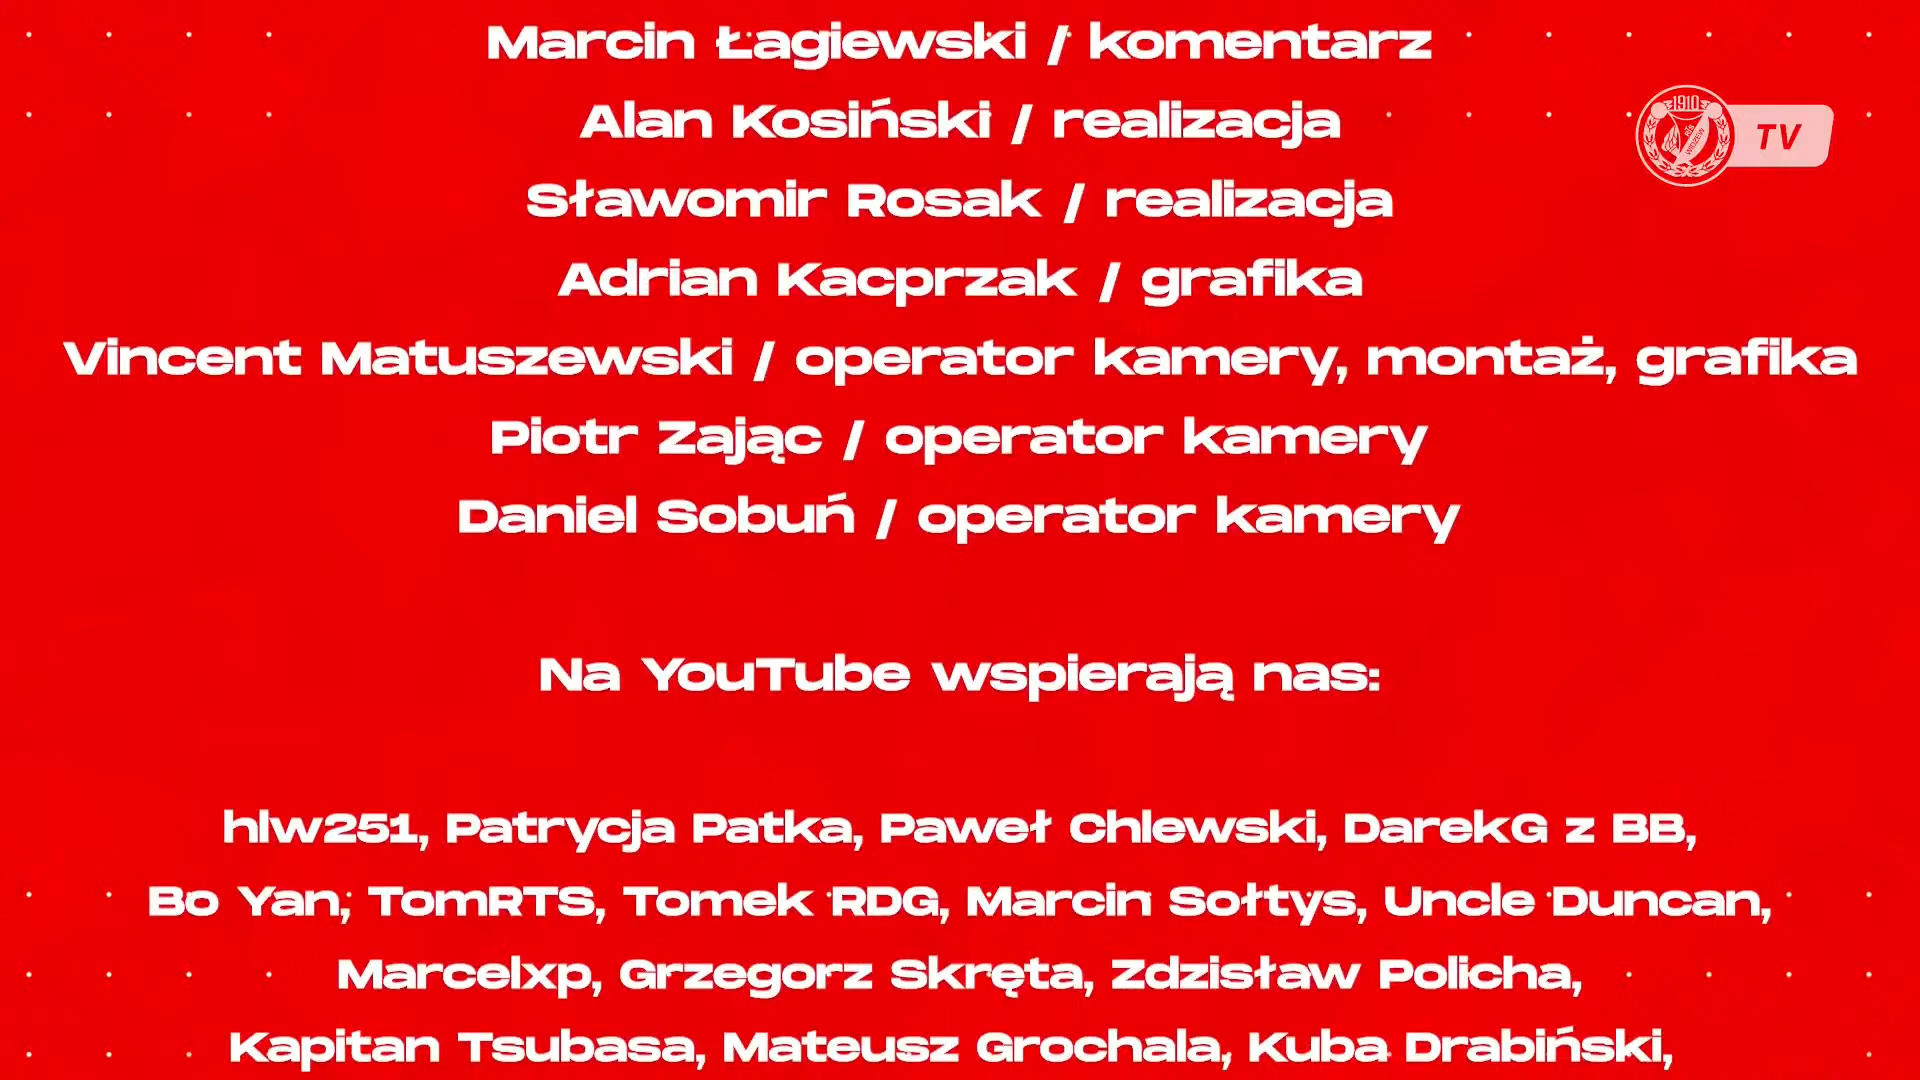 Marcin Łagiewski / komentarz
Alan Kosiński / realizacja
1910
RTS
WIDZEW
TV
Sławomir Rosak / realizacja
Adrian Kacprzak / grafika
Vincent Matuszewski / operator kamery, montaż, grafika
Piotr Zając / operator kamery
Daniel Sobuń / operator kamery
Na YouTube wspierają nas:
hlw251, Patrycja Patka, Paweł Chlewski, DarekG z BB,
Bo Yan, TomRTS, Tomek RDG, Marcin Sołtys, Uncle Duncan,
Marcelxp, Grzegorz Skręta, Zdzisław Policha,
Kapitan Tsubasa, Mateusz Grochala, Kuba Drabiński,